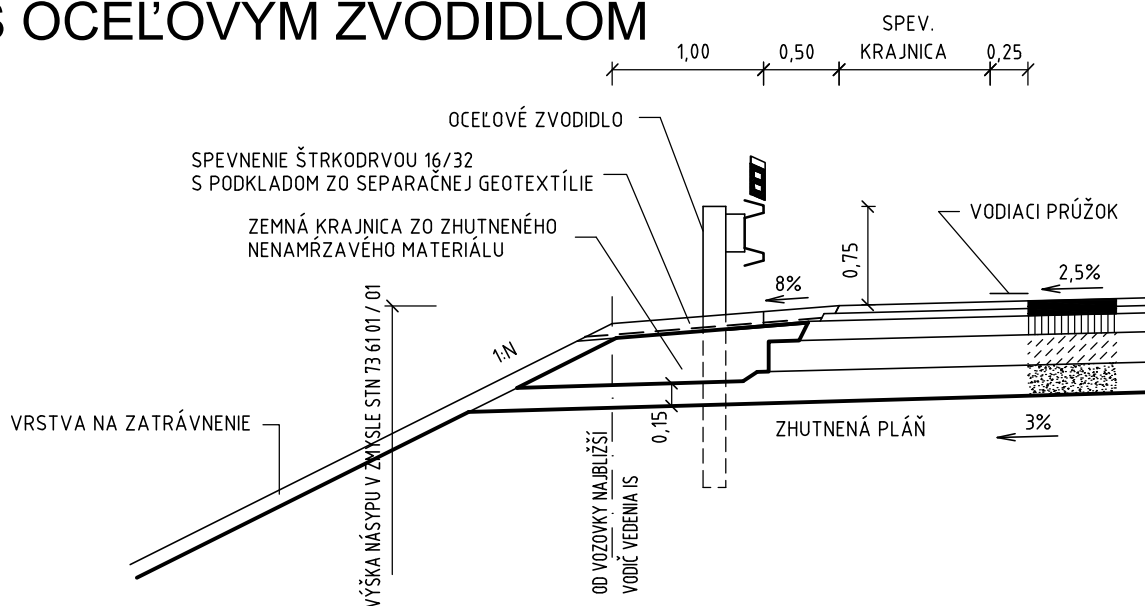 S OCEĽOVÝM ZVODIDLOM
SPEV.
KRAJNICA
1,00
0,50
0,25
OCEĽOVÉ ZVODIDLO
SPEVNENIE ŠTRKODRVOU 16/32
S PODKLADOM ZO SEPARAČNEJ GEOTEXTÍLIE
ZEMNÁ KRAJNICA ZO ZHUTNENÉHO
NENAMŔZAVÉHO MATERIÁLU
VODIACI PRÚŽOK
0,75
8%
2,5%
1:N
VÝŠKA NÁSYPU V ZMYSLE STN 73 61 01 / 01
VRSTVA NA ZATRÁVNENIE
0,15
ZHUTNENÁ PLÁŇ
3%
OD VOZOVKY NAJBLIŽŠÍ
VODIČ VEDENIA IS